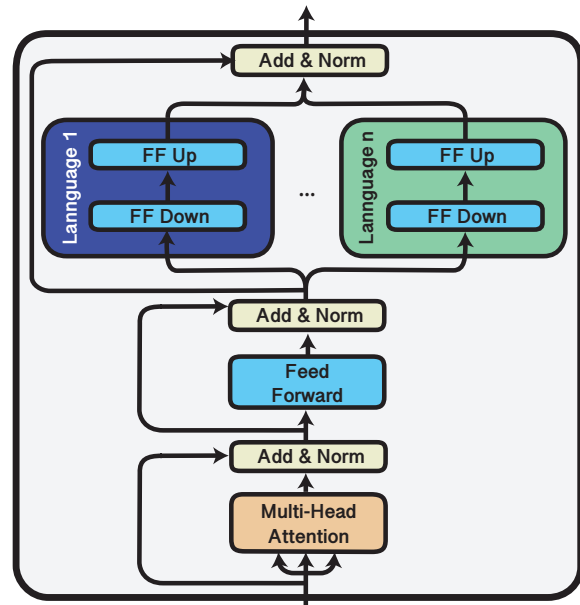 Add & Norm
Lannguage 1
FF Up
FF Down
...
Lannguage n
FF Up
FF Down
Add & Norm
Feed
Forward
Add & Norm
Multi-Head
Attention